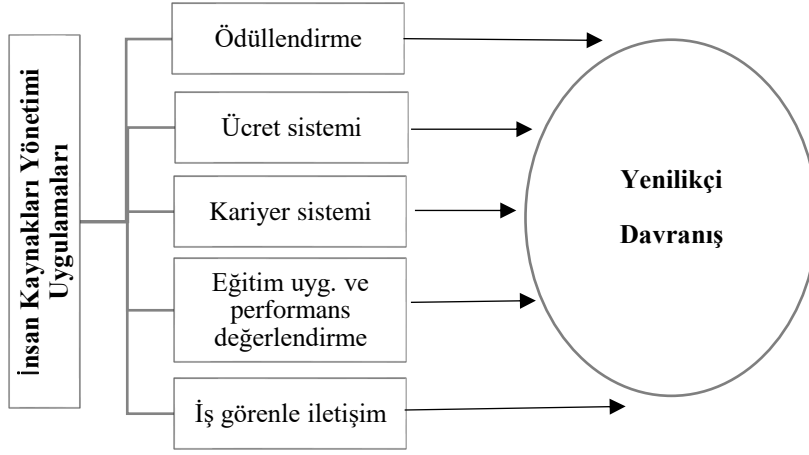 İnsan Kaynakları Yönetimi
Uygulamaları
Ödüllendirme
Ücret sistemi
Kariyer sistemi
Eğitim uyg. ve
performans
değerlendirme
İş görenle iletişim
Yenilikçi
Davranış